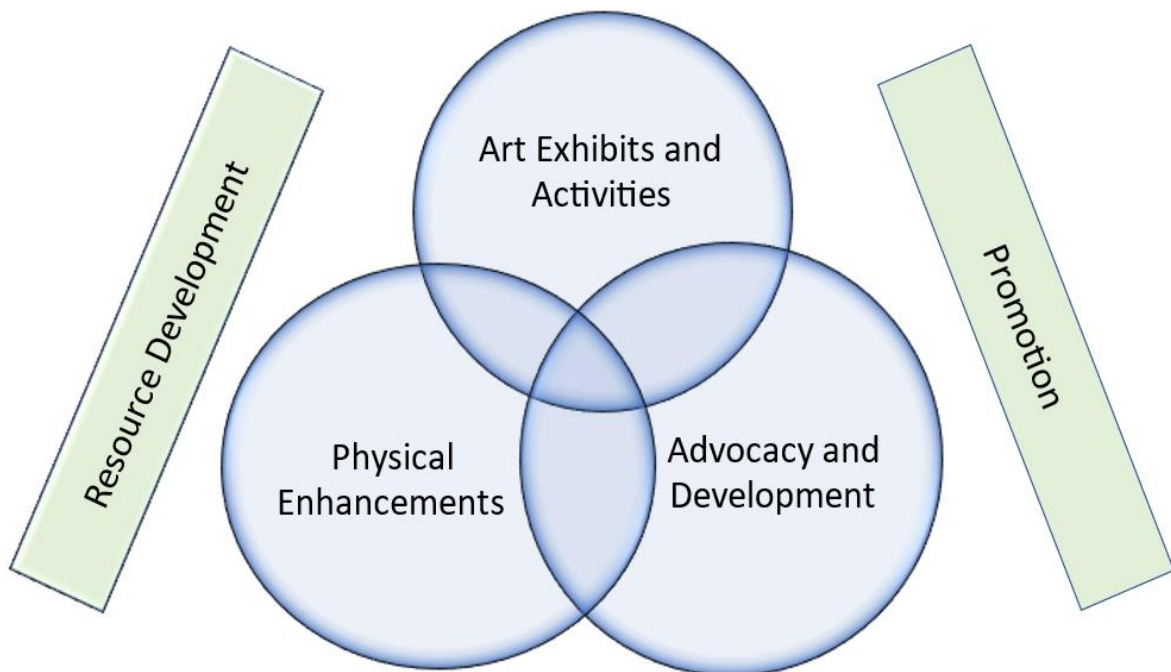 Art Exhibits and
Activities
Resource Development
Promotion
Physical
Enhancements
Advocacy and
Development